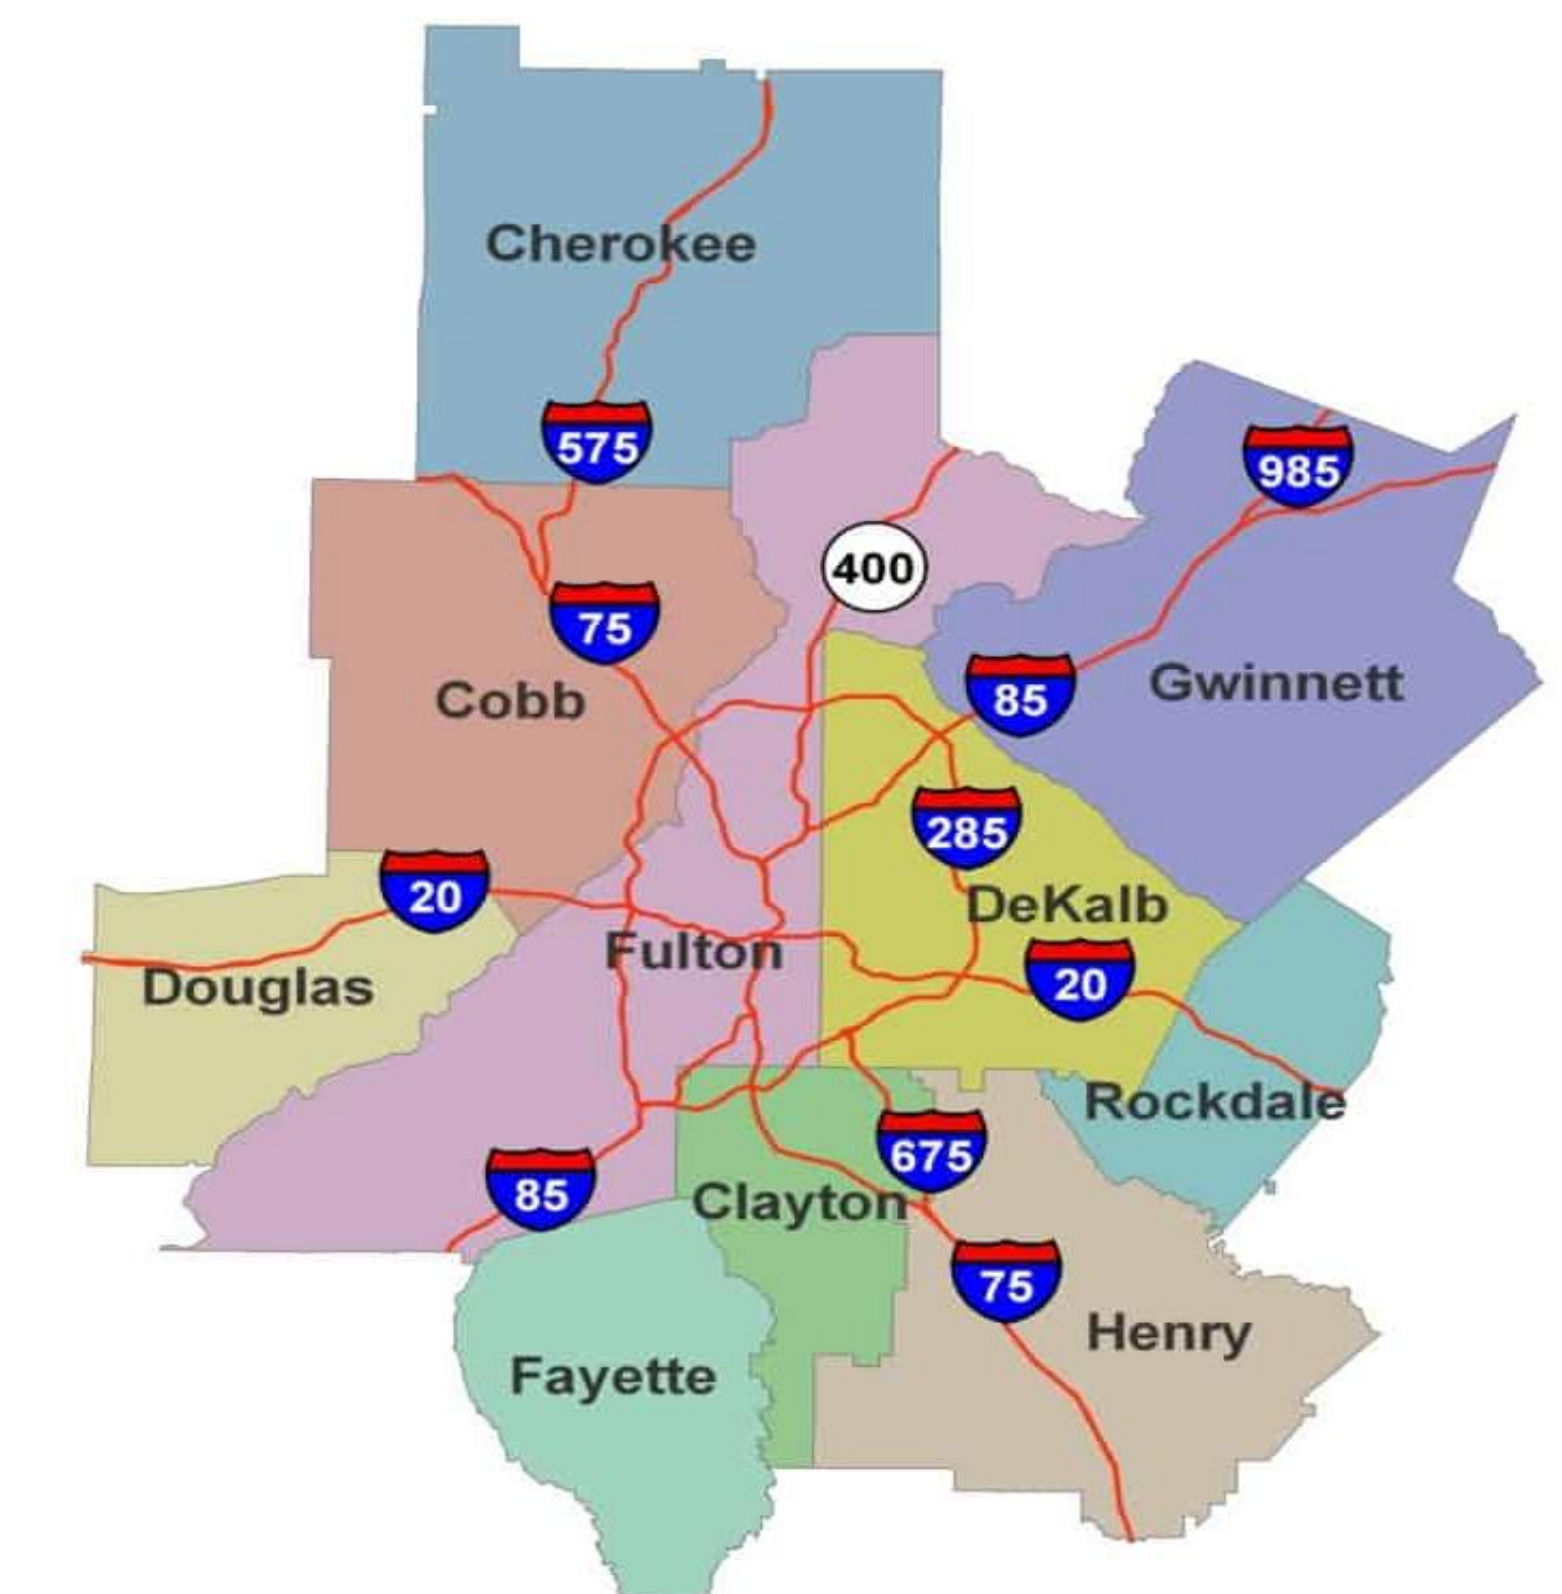 Cherokee
575
985
400
75
Cobb
85
Gwinnett
285
20
DeKalb
Fulton
Douglas
20
Rockdale
675
85
Clayton
75
Henry
Fayette